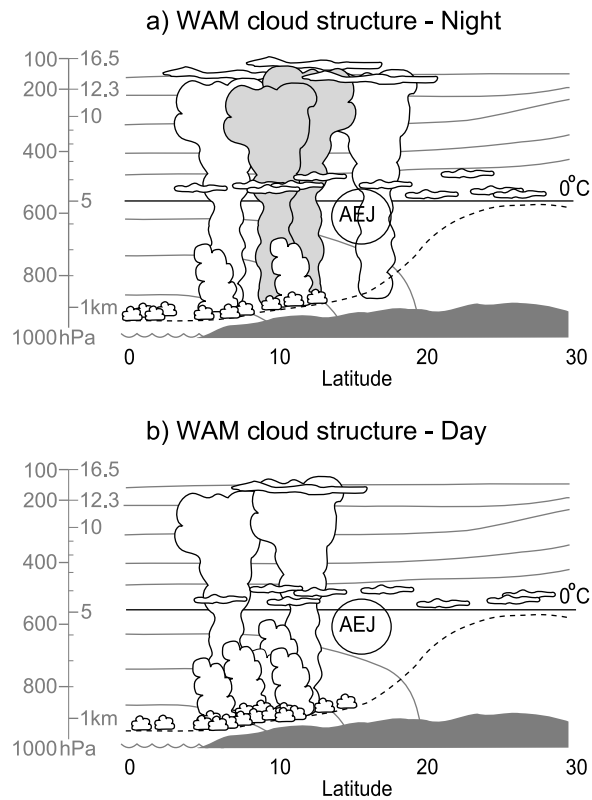 a) WAM cloud structure - Night
100 16.5
200 12.3
10
400
5 0°C
600 AEJ
800
1km
1000hPa
0 10 20 30
Latitude
b) WAM cloud structure - Day
100 16.5
200 12.3
10
400
5 0°C
600 AEJ
800
1km
1000hPa
0 10 20 30
Latitude